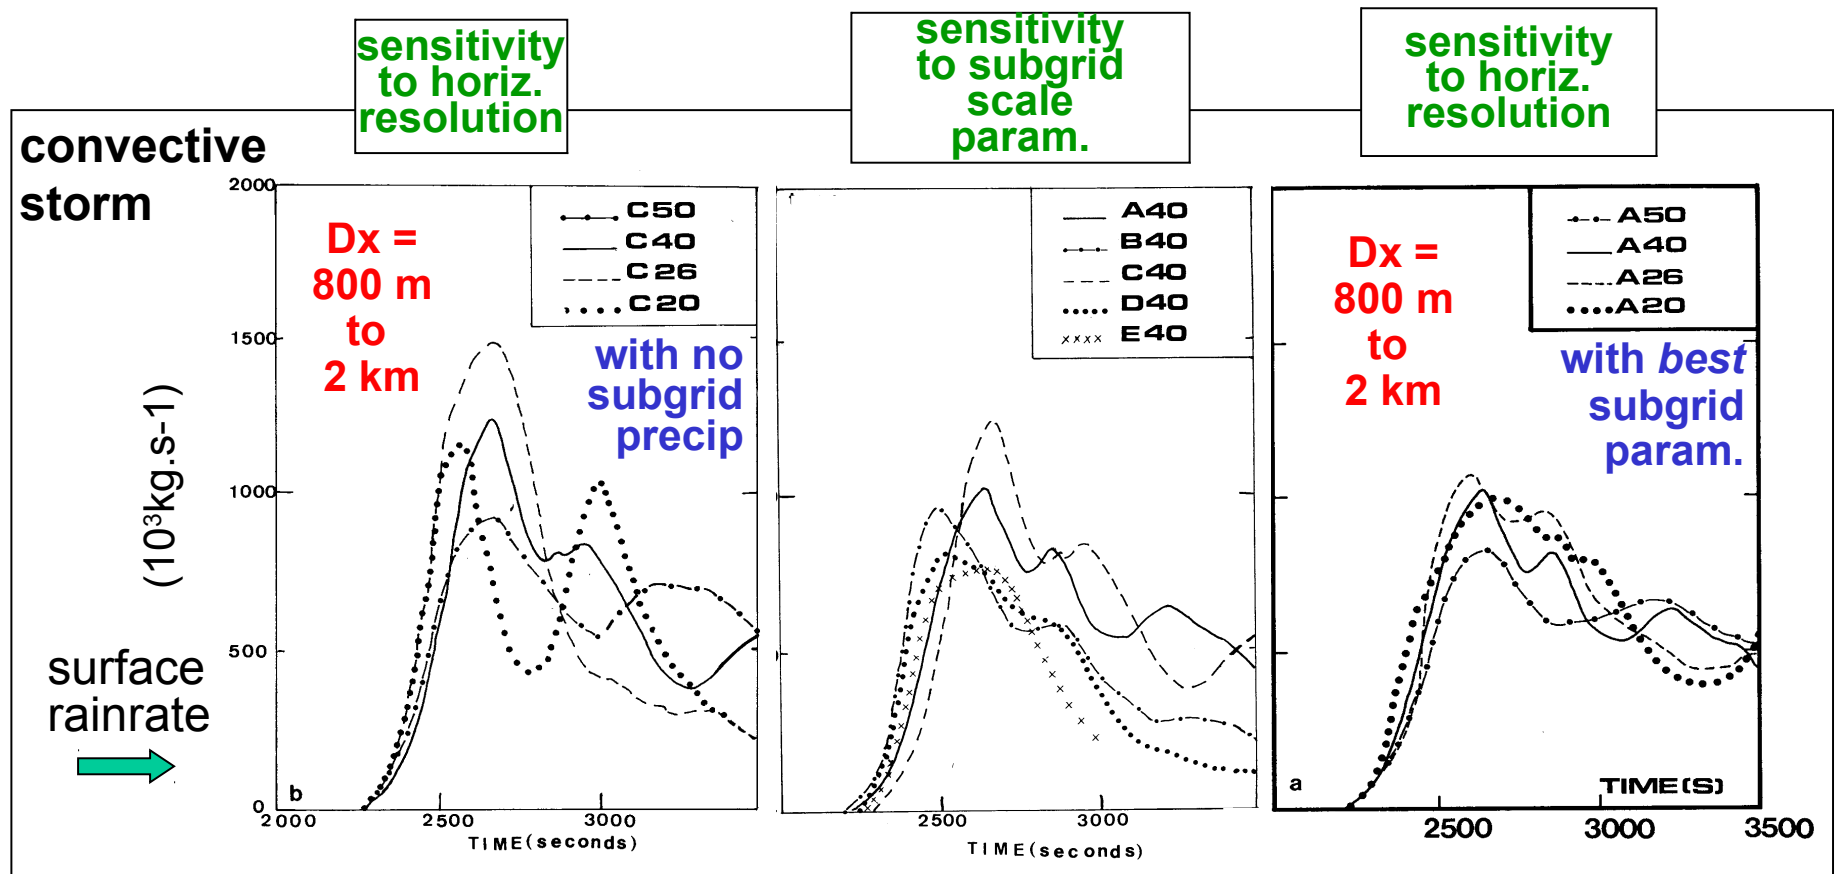 sensitivity
to horiz.
resolution
sensitivity
to subgrid
scale
param.
sensitivity
to horiz.
resolution
convective
storm
2000
1500
1000
500
0
(10³kg.s-1)
surface
rainrate
Dx =
800 m
to
2 km
C50
C40
C26
C20
with no
subgrid
precip
b
2000
2500
3000
TIME(seconds)
A40
B40
C40
D40
E40
2500
3000
TIME(seconds)
Dx =
800 m
to
2 km
A50
A40
A26
A20
with best
subgrid
param.
a
TIME(S)
2500
3000
3500